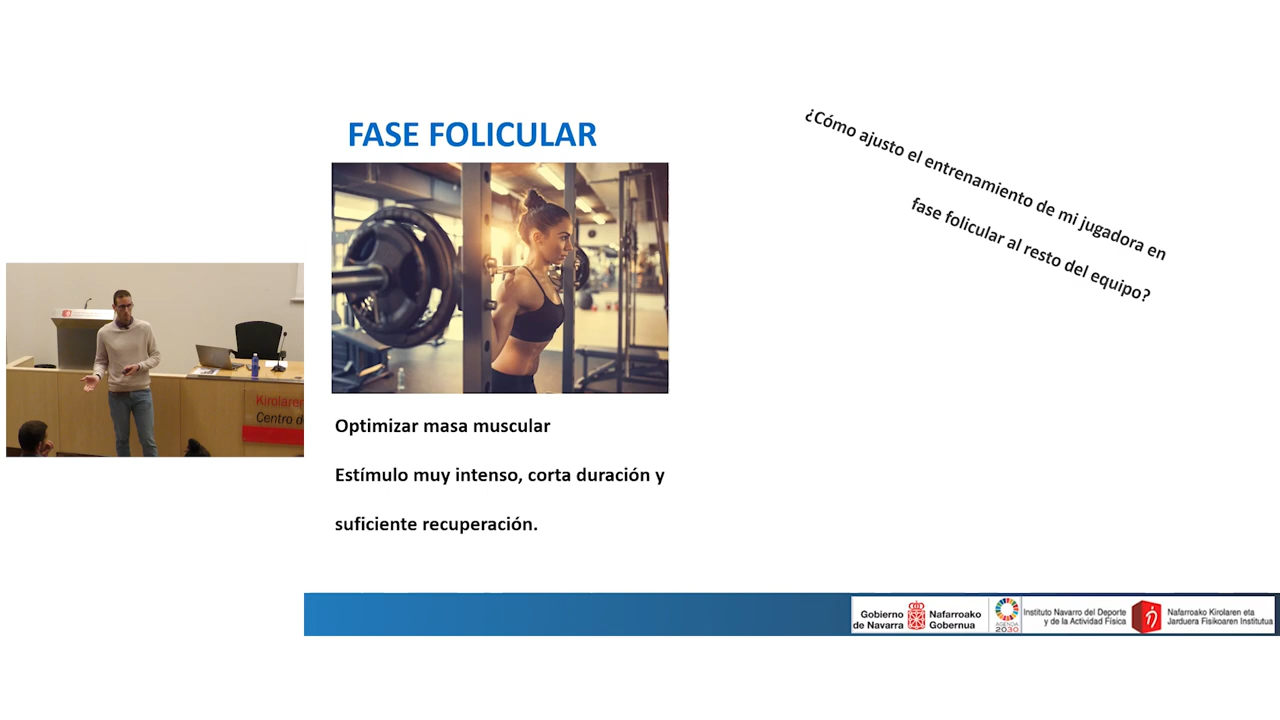 FASE FOLICULAR
¿Cómo ajusto el entrenamiento de mi jugadora en
fase folicular al resto del equipo?
Optimizar masa muscular
Estímulo muy intenso, corta duración y
suficiente recuperación.
Kirolaren
Centro d
Gobierno
de Navarra
Nafarroako
Gobernua
AGENDA
2030
Instituto Navarro del Deporte
y de la Actividad Física
Nafarroako Kirolaren eta
Jarduera Fisikoaren Institutua